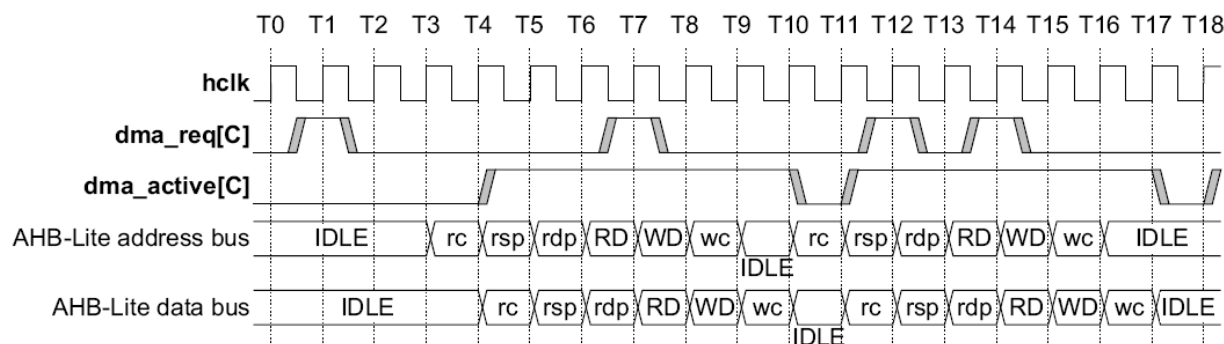 T0 T1 T2 T3 T4 T5 T6 T7 T8 T9 T10 T11 T12 T13 T14 T15 T16 T17 T18
hclk
dma_req[C]
dma_active[C]
AHB-Lite address bus IDLE rc rsp rdp RD WD wc IDLE rc rsp rdp RD WD wc IDLE
AHB-Lite data bus IDLE rc rsp rdp RD WD wc IDLE rc rsp rdp RD WD wc IDLE